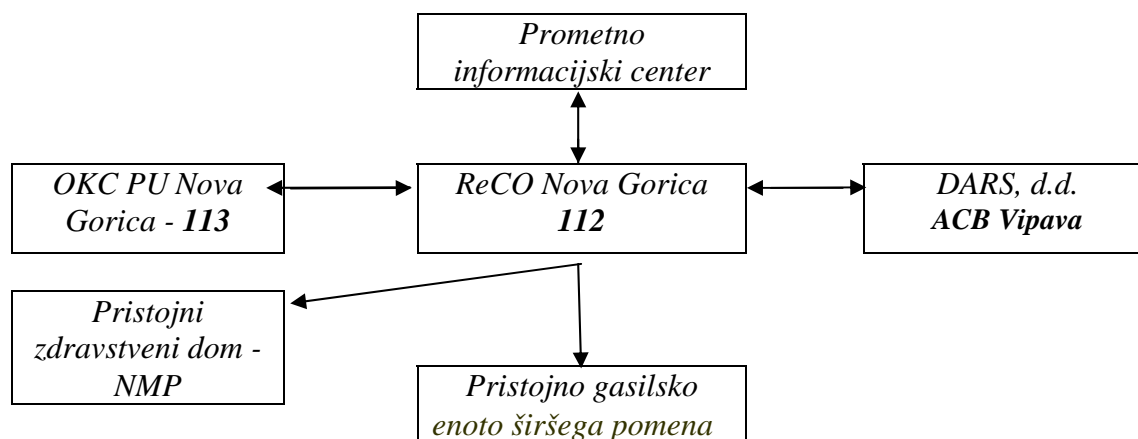 Prometno
informacijski center
OKC PU Nova
Gorica - 113
ReCO Nova Gorica
112
DARS, d.d.
ACB Vipava
Pristojni
zdravstveni dom -
NMP
Pristojno gasilsko
enoto širšega pomena